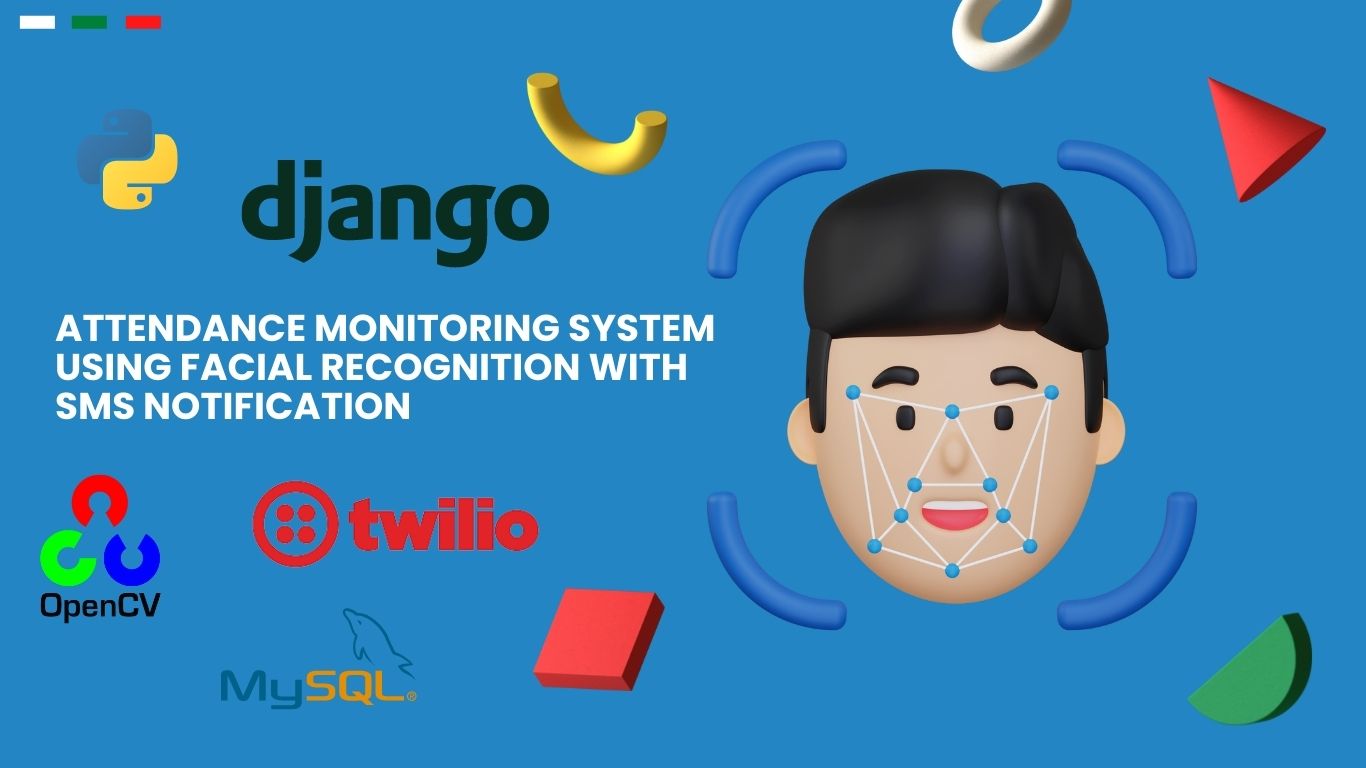 django
ATTENDANCE MONITORING SYSTEM
USING FACIAL RECOGNITION WITH
SMS NOTIFICATION
twilio
OpenCV
MySQL®